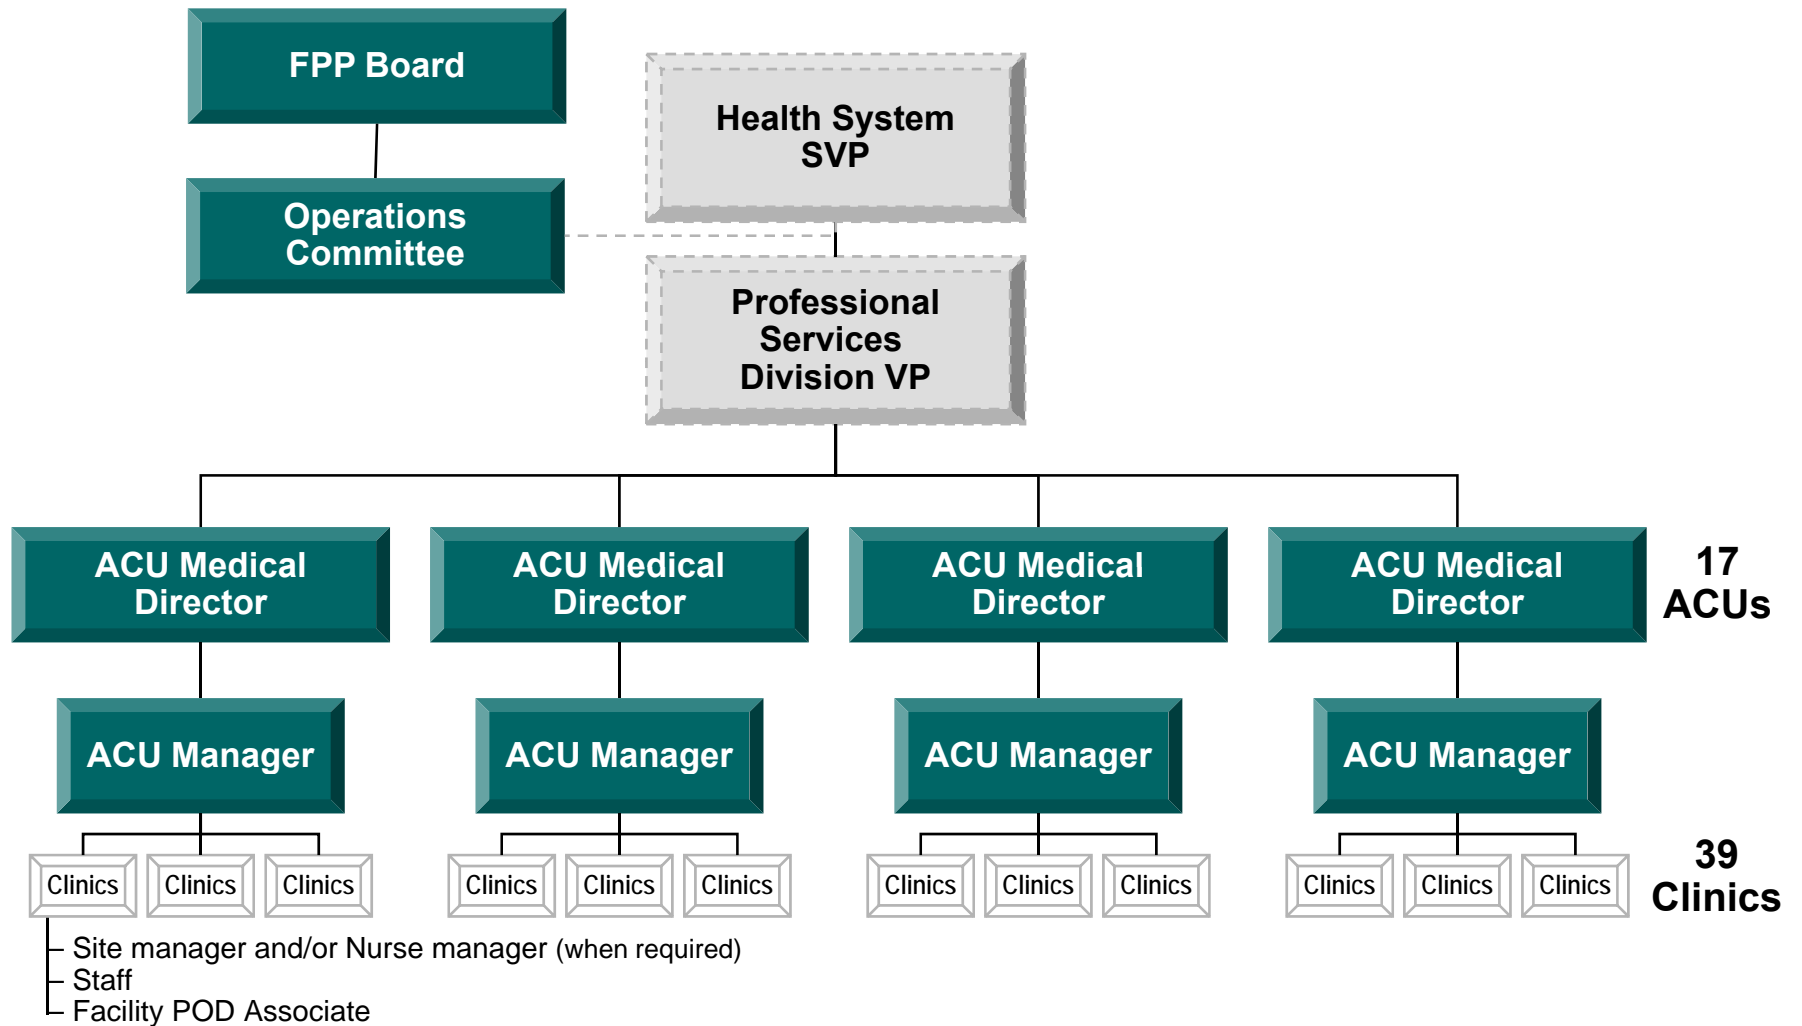 FPP Board
Health System
SVP
Operations
Committee
Professional
Services
Division VP
ACU Medical
Director
ACU Medical
Director
ACU Medical
Director
ACU Medical
Director
17
ACUs
ACU Manager
ACU Manager
ACU Manager
ACU Manager
Clinics
Clinics
Clinics
Clinics
Clinics
Clinics
Clinics
Clinics
Clinics
Clinics
Clinics
Clinics
39
Clinics
Site manager and/or Nurse manager (when required)
Staff
Facility POD Associate